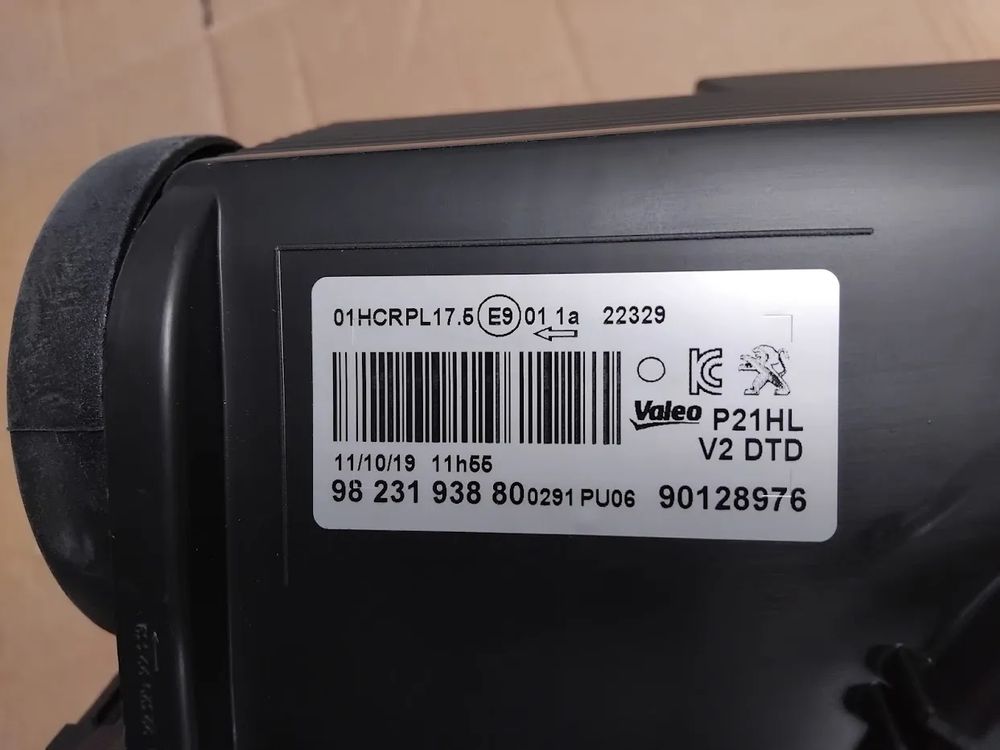 01HCRPL17.5 E9 01 1a 22329
KC
Valeo P21HL
V2 DTD
11/10/19 11h55
98 231 938 80 0291 PU06 90128976